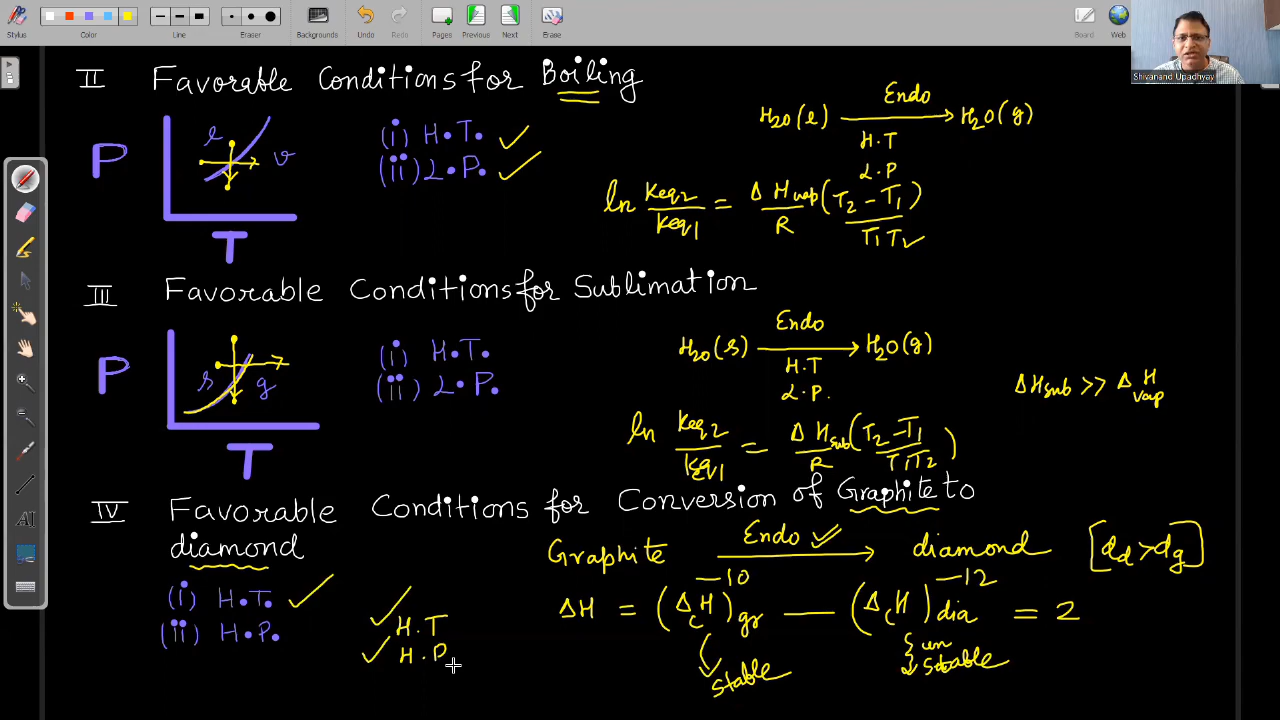 Stylus Color Line Eraser Backgrounds Undo Redo Pages Previous Next Erase Board Web
Shivanand Upadhyay
II Favorable Conditions for Boiling
P
l
v
T
(i) H.T.
(ii) L.P.
H2O(l) Endo H2O(g)
H.T
L.P
ln Keq2/Keq1 = ΔHvap/R (T2-T1/T1T2)
III Favorable Conditions for Sublimation
P
s
g
T
(i) H.T.
(ii) L.P.
H2O(s) Endo H2O(g)
H.T
L.P.
ΔHsub >> ΔHvap
ln Keq2/Keq1 = ΔHsub/R (T2-T1/T1T2)
IV Favorable Conditions for Conversion of Graphite to
diamond
(i) H.T.
(ii) H.P.
H.T
H.P
Graphite Endo diamond [dd>dg]
-10 -12
ΔH = (ΔcH)gr - (ΔcH)dia = 2
stable
un
stable